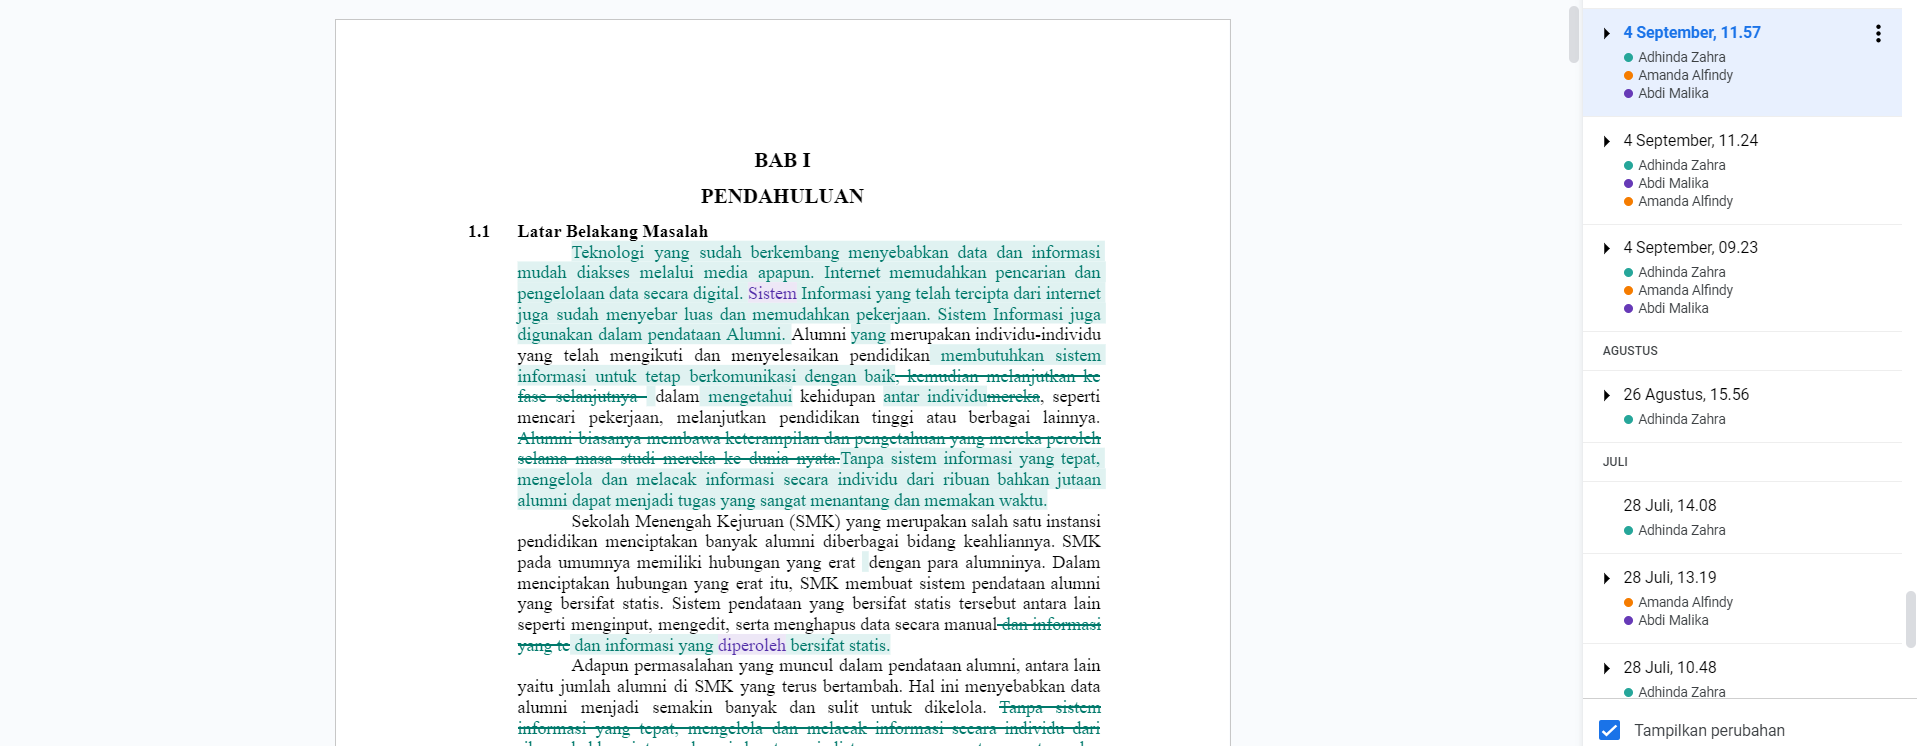 BAB I
PENDAHULUAN
1.1 Latar Belakang Masalah
Teknologi yang sudah berkembang menyebabkan data dan informasi
mudah diakses melalui media apapun. Internet memudahkan pencarian dan
pengelolaan data secara digital. Sistem Informasi yang telah tercipta dari internet
juga sudah menyebar luas dan memudahkan pekerjaan. Sistem Informasi juga
digunakan dalam pendataan Alumni. Alumni yang merupakan individu-individu
yang telah mengikuti dan menyelesaikan pendidikan membutuhkan sistem
informasi untuk tetap berkomunikasi dengan baik, kemudian melanjutkan ke
fase selanjutnya dalam mengetahui kehidupan antar individumereka, seperti
mencari pekerjaan, melanjutkan pendidikan tinggi atau berbagai lainnya.
Alumni biasanya membawa keterampilan dan pengetahuan yang mereka peroleh
selama masa studi mereka ke dunia nyata.Tanpa sistem informasi yang tepat,
mengelola dan melacak informasi secara individu dari ribuan bahkan jutaan
alumni dapat menjadi tugas yang sangat menantang dan memakan waktu.
Sekolah Menengah Kejuruan (SMK) yang merupakan salah satu instansi
pendidikan menciptakan banyak alumni diberbagai bidang keahliannya. SMK
pada umumnya memiliki hubungan yang erat dengan para alumninya. Dalam
menciptakan hubungan yang erat itu, SMK membuat sistem pendataan alumni
yang bersifat statis. Sistem pendataan yang bersifat statis tersebut antara lain
seperti menginput, mengedit, serta menghapus data secara manual dan informasi
yang te dan informasi yang diperoleh bersifat statis.
Adapun permasalahan yang muncul dalam pendataan alumni, antara lain
yaitu jumlah alumni di SMK yang terus bertambah. Hal ini menyebabkan data
alumni menjadi semakin banyak dan sulit untuk dikelola. Tanpa sistem
informasi yang tepat, mengelola dan melacak informasi secara individu dari
4 September, 11.57
Adhinda Zahra
Amanda Alfindy
Abdi Malika
4 September, 11.24
Adhinda Zahra
Abdi Malika
Amanda Alfindy
4 September, 09.23
Adhinda Zahra
Amanda Alfindy
Abdi Malika
AGUSTUS
26 Agustus, 15.56
Adhinda Zahra
JULI
28 Juli, 14.08
Adhinda Zahra
28 Juli, 13.19
Amanda Alfindy
Abdi Malika
28 Juli, 10.48
Adhinda Zahra
Tampilkan perubahan